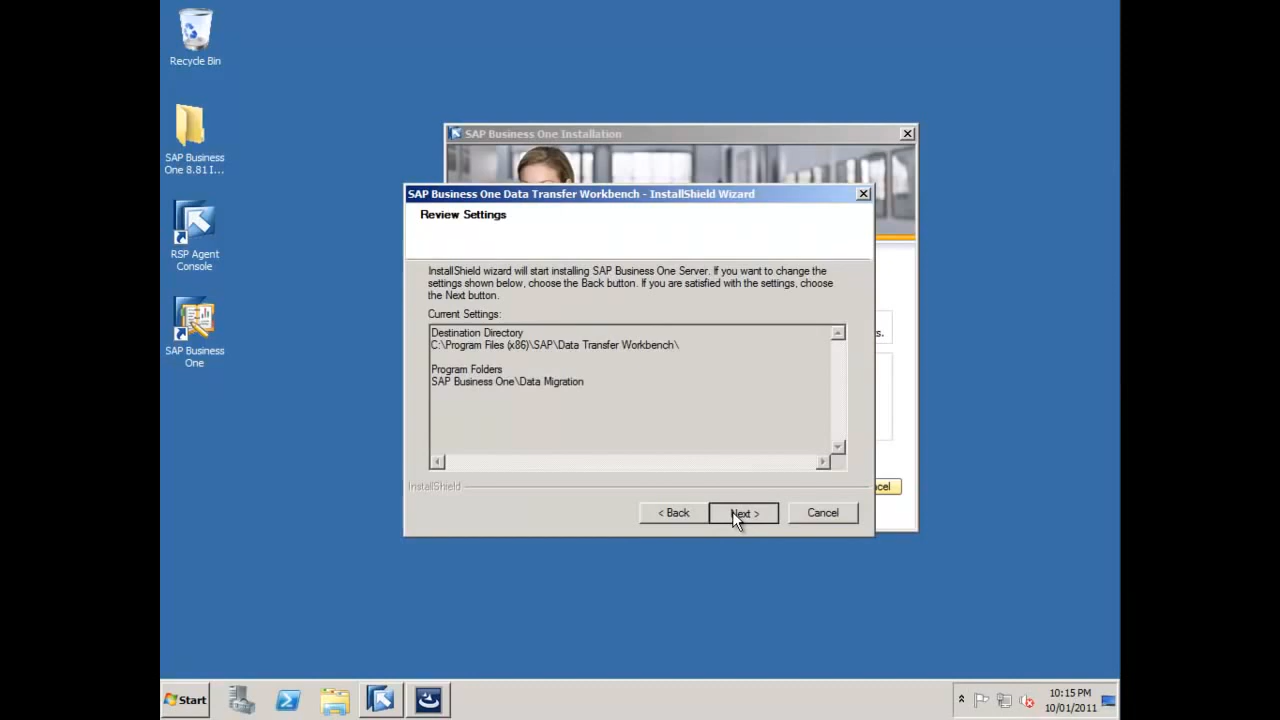 Recycle Bin
SAP Business
One 8.81 I...
RSP Agent
Console
SAP Business
One
SAP Business One Installation
SAP Business One Data Transfer Workbench - InstallShield Wizard
Review Settings
InstallShield wizard will start installing SAP Business One Server. If you want to change the
settings shown below, choose the Back button. If you are satisfied with the settings, choose
the Next button.
Current Settings:
Destination Directory
C:\Program Files (x86)\SAP\Data Transfer Workbench\
Program Folders
SAP Business One\Data Migration
s.
InstallShield
ncel
< Back
Next >
Cancel
Start
10:15 PM
10/01/2011